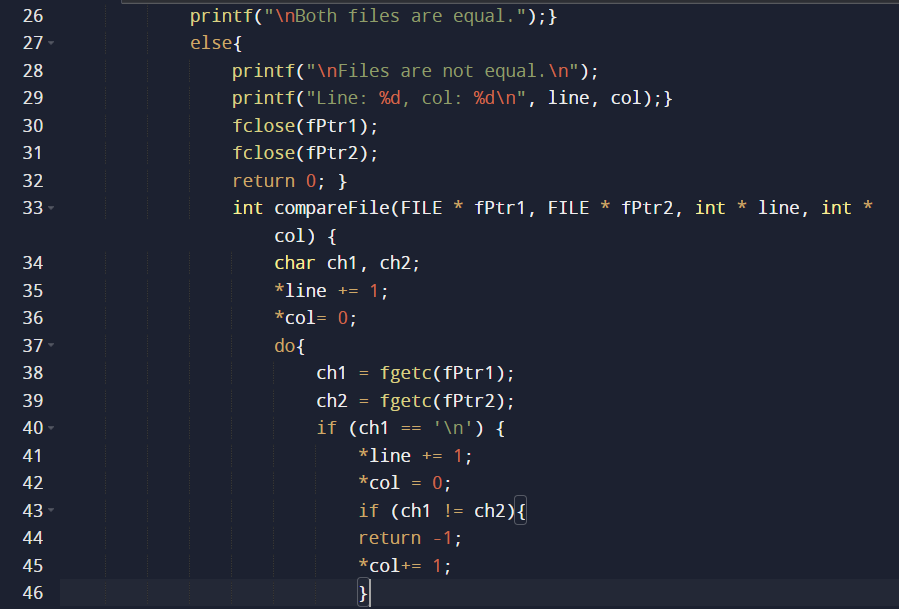 26 printf("\nBoth files are equal.");}
27 else{
28 printf("\nFiles are not equal.\n");
29 printf("Line: %d, col: %d\n", line, col);}
30 fclose(fPtr1);
31 fclose(fPtr2);
32 return 0; }
33 int compareFile(FILE * fPtr1, FILE * fPtr2, int * line, int *
col) {
34 char ch1, ch2;
35 *line += 1;
36 *col= 0;
37 do{
38 ch1 = fgetc(fPtr1);
39 ch2 = fgetc(fPtr2);
40 if (ch1 == '\n') {
41 *line += 1;
42 *col = 0;
43 if (ch1 != ch2){
44 return -1;
45 *col+= 1;
46 }